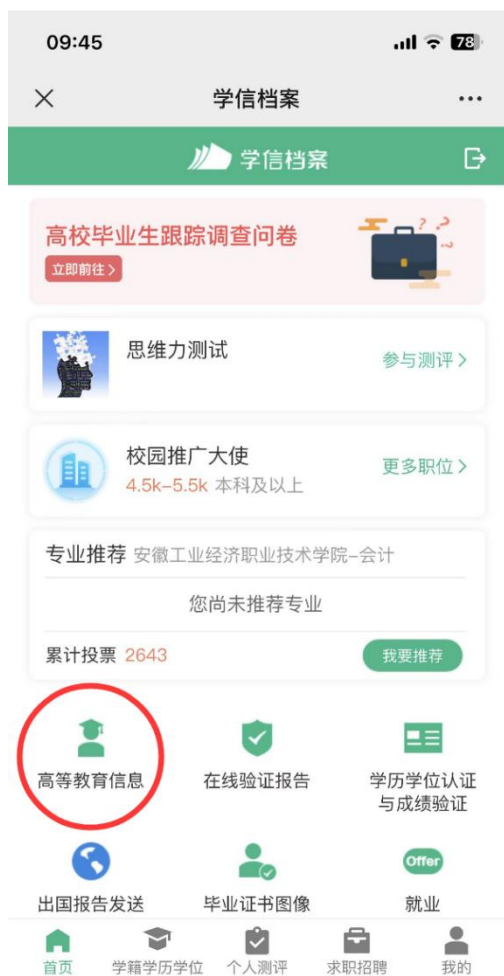 09:45
78
学信档案
学信档案
高校毕业生跟踪调查问卷
立即前往>
? ? ?
思维力测试
参与测评>
校园推广大使
更多职位>
4.5k-5.5k 本科及以上
专业推荐 安徽工业经济职业技术学院-会计
您尚未推荐专业
累计投票 2643
我要推荐
高等教育信息
在线验证报告
学历学位认证
与成绩验证
Offer
出国报告发送
毕业证书图像
就业
首页
学籍学历学位
个人测评
求职招聘
我的